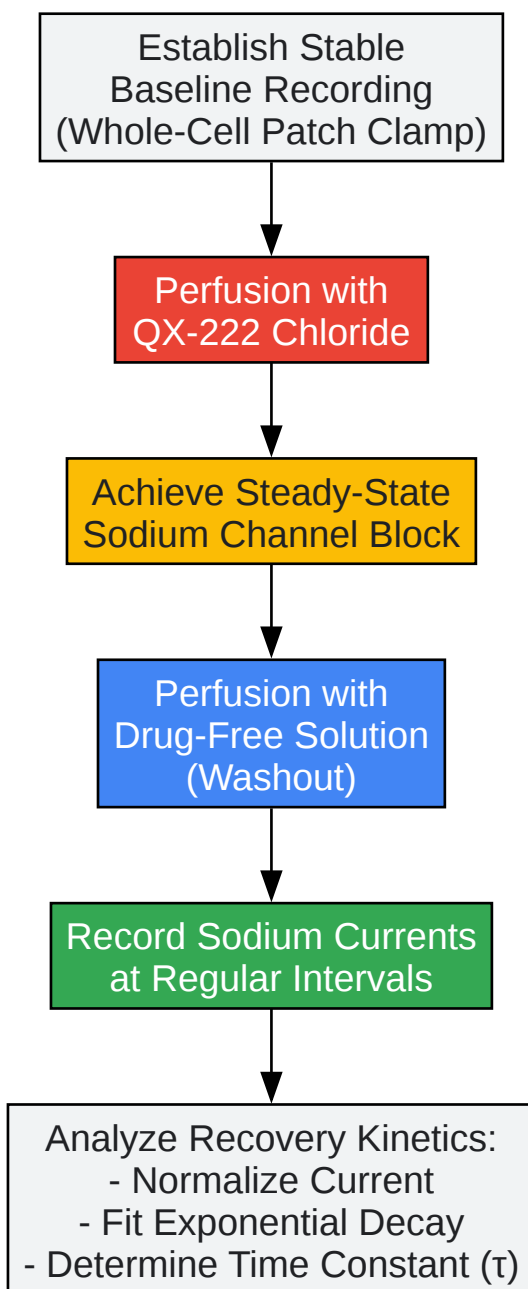 Establish Stable
Baseline Recording
(Whole-Cell Patch Clamp)
Perfusion with
QX-222 Chloride
Achieve Steady-State
Sodium Channel Block
Perfusion with
Drug-Free Solution
(Washout)
Record Sodium Currents
at Regular Intervals
Analyze Recovery Kinetics:
- Normalize Current
- Fit Exponential Decay
- Determine Time Constant (τ)